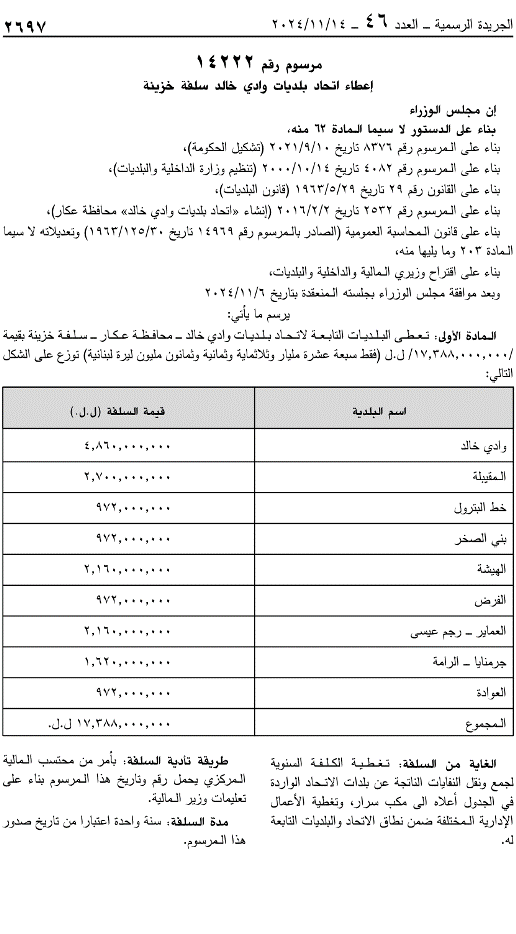 الجريدة الرسمية ـ العدد ٤٦ ـ ٢٠٢٤/١١/١٤
٢٦٩٧
مرسوم رقم ١٤٢٢٢
إعطاء اتحاد بلديات وادي خالد سلفة خزينة
إن مجلس الوزراء
بناء على الدستور لا سيما المادة ٦٢ منه،
بناء على المرسوم رقم ٨٣٧٦ تاريخ ٢٠٢١/٩/١٠ (تشكيل الحكومة)،
بناء على المرسوم رقم ٤٠٨٢ تاريخ ٢٠٠٠/١٠/١٤ (تنظيم وزارة الداخلية والبلديات)،
بناء على القانون رقم ٢٩ تاريخ ١٩٦٣/٥/٢٩ (قانون البلديات)،
بناء على المرسوم رقم ٢٥٣٢ تاريخ ٢٠١٦/٢/٢ (إنشاء «اتحاد بلديات وادي خالد» محافظة عكار)،
بناء على قانون المحاسبة العمومية (الصادر بالمرسوم رقم ١٤٩٦٩ تاريخ ١٩٦٣/١٢٥/٣٠) وتعديلاته لا سيما
المادة ٢٠٣ وما يليها منه،
بناء على اقتراح وزيري المالية والداخلية والبلديات،
وبعد موافقة مجلس الوزراء بجلسته المنعقدة بتاريخ ٢٠٢٤/١١/٦
يرسم ما يأتي:
المادة الأولى: تعطى البلديات التابعة لاتحاد بلديات وادي خالد ـ محافظة عكار ـ سلفة خزينة بقيمة
/١٧,٣٨٨,٠٠٠,٠٠٠/ ل.ل (فقط سبعة عشرة مليار وثلاثماية وثمانية وثمانون مليون ليرة لبنانية) توزع على الشكل
التالي:
اسم البلدية | قيمة السلفة (ل.ل.)
وادي خالد | ٤,٨٦٠,٠٠٠,٠٠٠
المقيبلة | ٢,٧٠٠,٠٠٠,٠٠٠
خط البترول | ٩٧٢,٠٠٠,٠٠٠
بني الصخر | ٩٧٢,٠٠٠,٠٠٠
الهيشة | ٢,١٦٠,٠٠٠,٠٠٠
الفرض | ٩٧٢,٠٠٠,٠٠٠
العماير ـ رجم عيسى | ٢,١٦٠,٠٠٠,٠٠٠
جرمنايا ـ الرامة | ١,٦٢٠,٠٠٠,٠٠٠
العوادة | ٩٧٢,٠٠٠,٠٠٠
المجموع | ١٧,٣٨٨,٠٠٠,٠٠٠ ل.ل.
الغاية من السلفة: تغطية الكلفة السنوية
لجمع ونقل النفايات الناتجة عن بلدات الاتحاد الواردة
في الجدول أعلاه الى مكب سرار، وتغطية الأعمال
الإدارية المختلفة ضمن نطاق الاتحاد والبلديات التابعة
له.
طريقة تأدية السلفة: بأمر من محتسب المالية
المركزي يحمل رقم وتاريخ هذا المرسوم بناء على
تعليمات وزير المالية.
مدة السلفة: سنة واحدة اعتبارا من تاريخ صدور
هذا المرسوم.